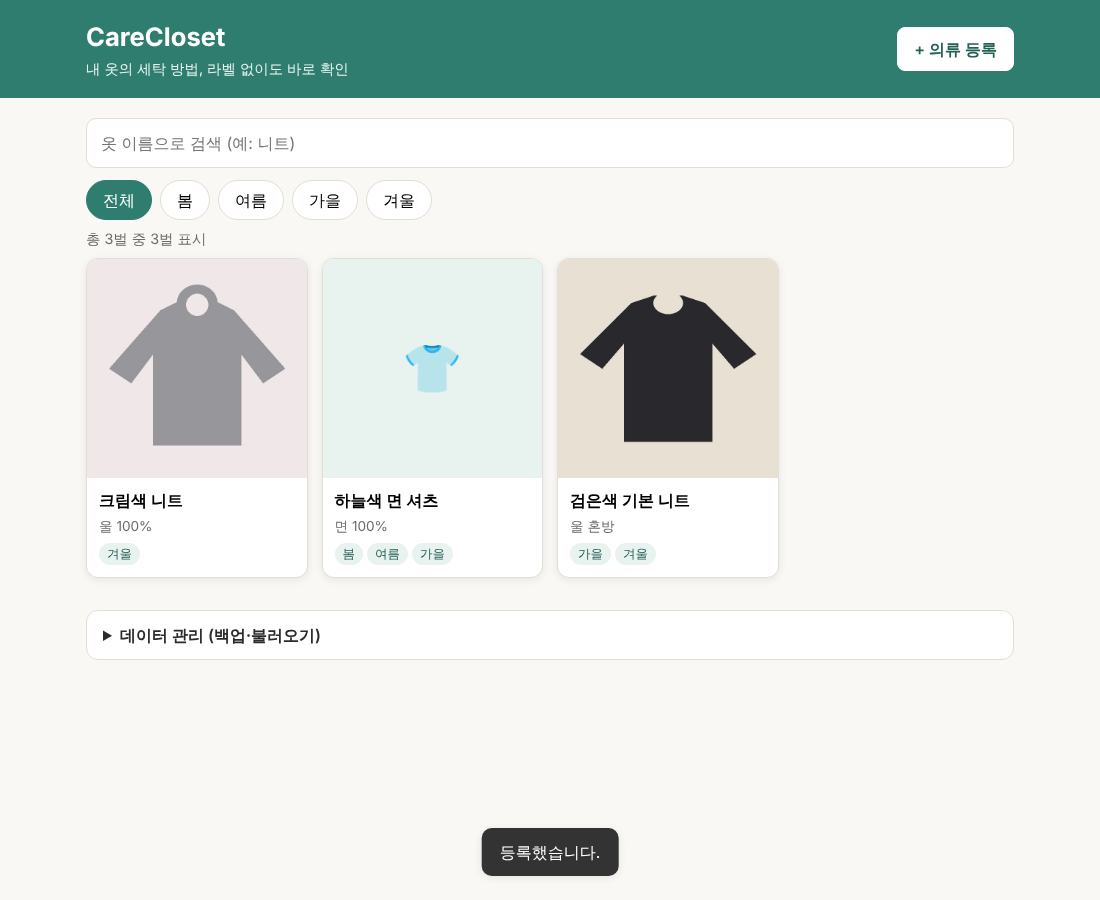 CareCloset
내 옷의 세탁 방법, 라벨 없이도 바로 확인
+ 의류 등록
옷 이름으로 검색 (예: 니트)
전체 봄 여름 가을 겨울
총 3벌 중 3벌 표시
크림색 니트
울 100%
겨울
하늘색 면 셔츠
면 100%
봄 여름 가을
검은색 기본 니트
울 혼방
가을 겨울
▶ 데이터 관리 (백업·불러오기)
등록했습니다.